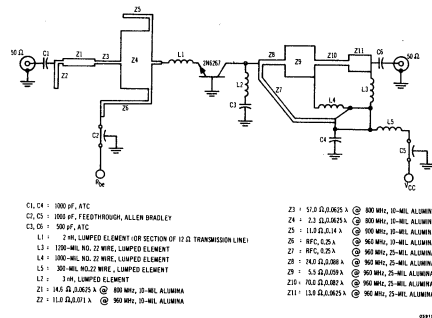 Z5
50 Ω
C1
Z1
Z3
Z4
L1
2N6267
Z8
Z9
Z10
Z11
C6
50 Ω
Z2
Z6
L2
Z7
L3
L4
C3
C2
C4
L5
C5
Rbe
VCC
C1, C4 = 1000 pF, ATC
C2, C5 = 1000 pF, FEEDTHROUGH, ALLEN BRADLEY
C3, C6 = 100 pF, ATC
L1 = 2 nH, LUMPED ELEMENT (OR SECTION OF 12 Ω TRANSMISSION LINE)
L3 = 1200-MIL NO. 22 WIRE, LUMPED ELEMENT
L4 = 1000-MIL NO. 22 WIRE, LUMPED ELEMENT
L5 = 300-MIL NO.22 WIRE, LUMPED ELEMENT
L2 = 3 nH, LUMPED ELEMENT
Z1 = 14.6 Ω,0.0625 λ @ 800 MHz, 10-MIL ALUMINA
Z2 = 11.0 Ω,0.071 λ @ 960 MHz, 10-MIL ALUMINA
Z3 = 57.0 Ω,0.0625 λ @ 800 MHz, 10-MIL ALUMINA
Z4 = 2.3 Ω,0.0625 λ @ 800 MHz, 10-MIL ALUMINA
Z5 = 11.0 Ω,0.14 λ @ 900 MHz, 10-MIL ALUMINA
Z6 = RFC, 0.25 λ @ 960 MHz, 10-MIL ALUMINA
Z7 = RFC, 0.25 λ @ 960 MHz, 25-MIL ALUMINA
Z8 = 24.0 Ω,0.088 λ @ 960 MHz, 25-MIL ALUMINA
Z9 = 5.5 Ω,0.059 λ @ 960 MHz, 25-MIL ALUMINA
Z10 = 70.0 Ω,0.082 λ @ 960 MHz, 25-MIL ALUMINA
Z11 = 13.8 Ω,0.0625 λ @ 960 MHz, 25-MIL ALUMINA